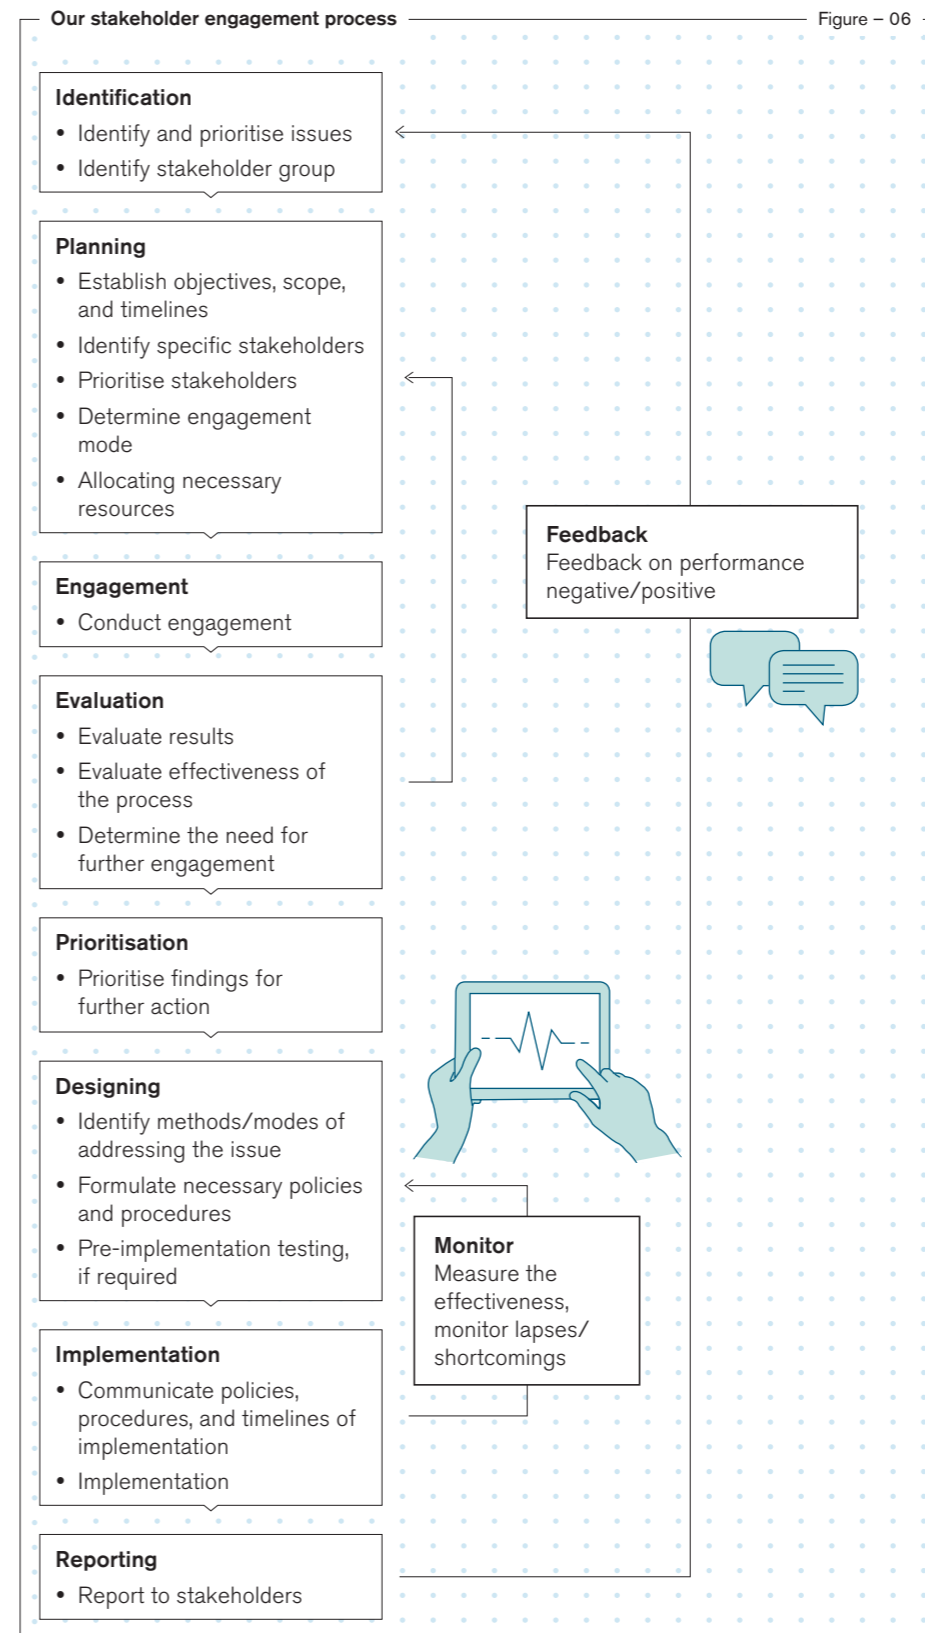 Our stakeholder engagement process
Figure – 06
Identification
• Identify and prioritise issues
• Identify stakeholder group
Planning
• Establish objectives, scope,
and timelines
• Identify specific stakeholders
• Prioritise stakeholders
• Determine engagement
mode
• Allocating necessary
resources
Engagement
• Conduct engagement
Evaluation
• Evaluate results
• Evaluate effectiveness of
the process
• Determine the need for
further engagement
Prioritisation
• Prioritise findings for
further action
Designing
• Identify methods/modes of
addressing the issue
• Formulate necessary policies
and procedures
• Pre-implementation testing,
if required
Implementation
• Communicate policies,
procedures, and timelines of
implementation
• Implementation
Reporting
• Report to stakeholders
Feedback
Feedback on performance
negative/positive
Monitor
Measure the
effectiveness,
monitor lapses/
shortcomings